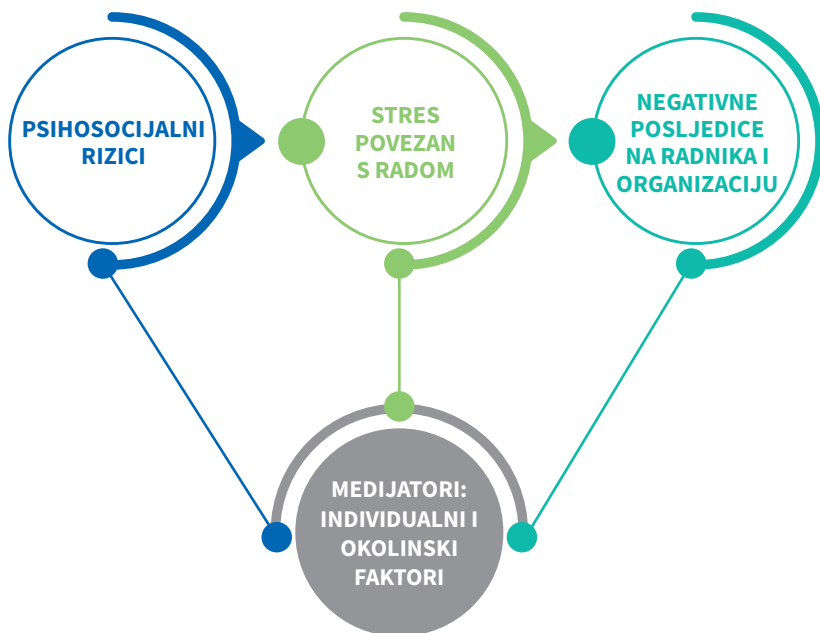 PSIHOSOCIJALNI
RIZICI
STRES
POVEZAN
S RADOM
NEGATIVNE
POSLJEDICE
NA RADNIKA I
ORGANIZACIJU
MEDIJATORI:
INDIVIDUALNI I
OKOLINSKI
FAKTORI